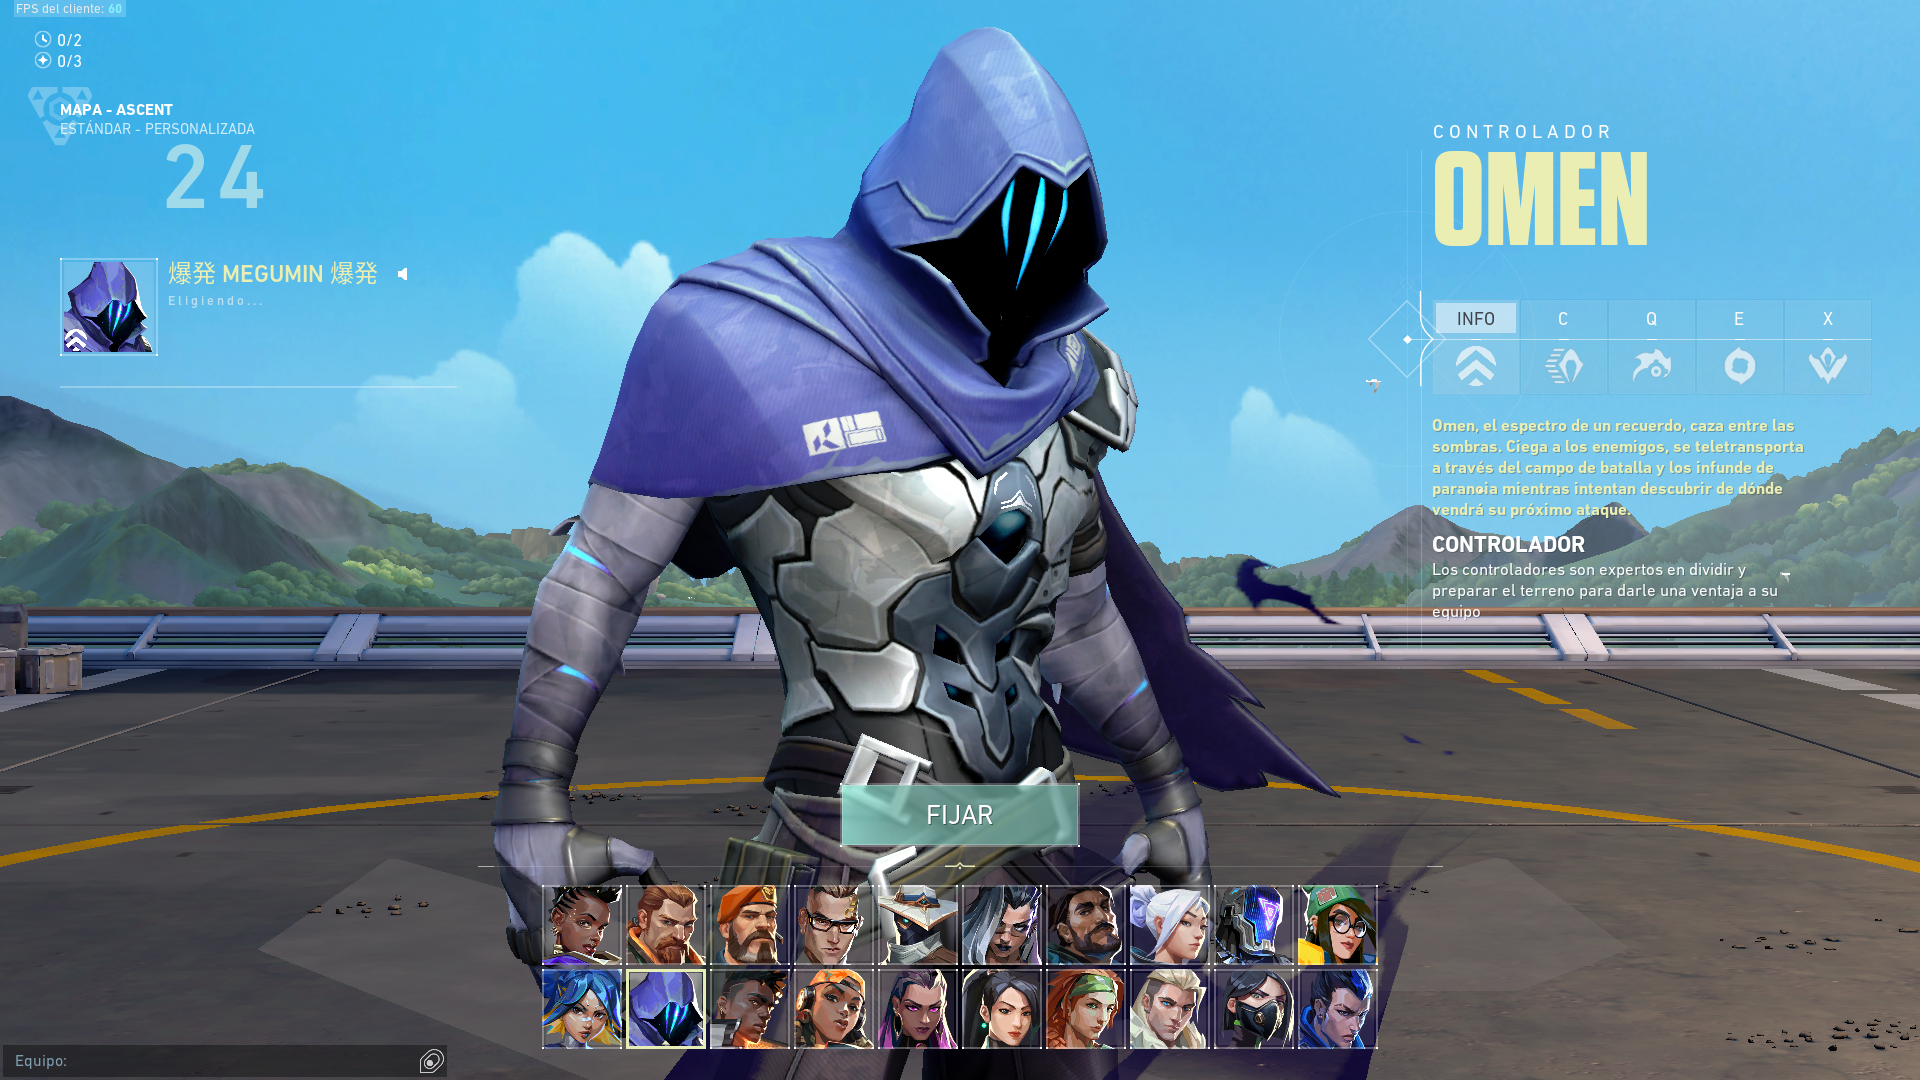 FPS del cliente: 60
0/2
0/3
MAPA - ASCENT
ESTÁNDAR - PERSONALIZADA
24
爆発 MEGUMIN 爆発
Eligiendo...
CONTROLADOR
OMEN
INFO C Q E X
Omen, el espectro de un recuerdo, caza entre las
sombras. Ciega a los enemigos, se teletransporta
a través del campo de batalla y los infunde de
paranoia mientras intentan descubrir de dónde
vendrá su próximo ataque.
CONTROLADOR
Los controladores son expertos en dividir y
preparar el terreno para darle una ventaja a su
equipo
FIJAR
Equipo: